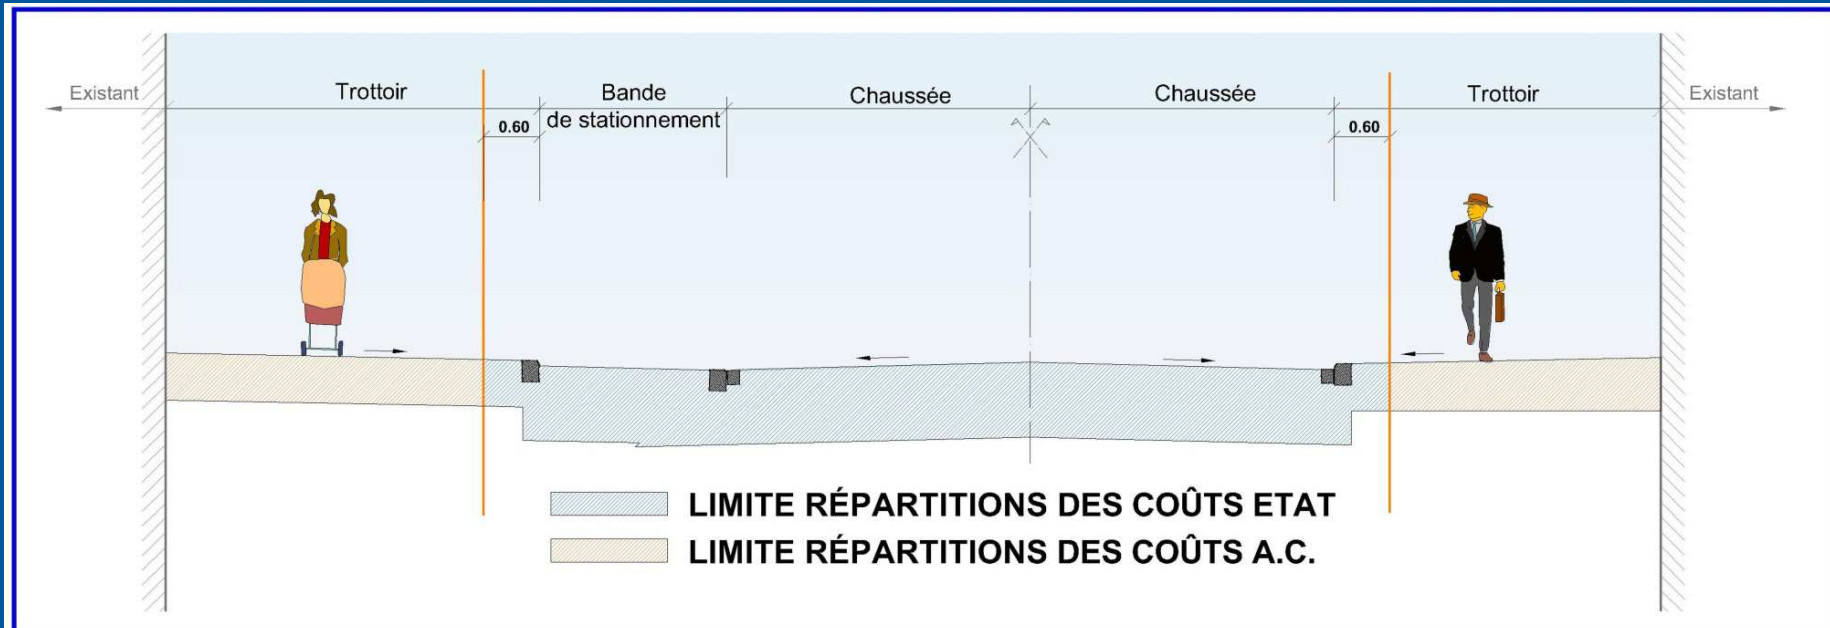 Existant
Trottoir
Bande
de stationnement
Chaussée
Chaussée
Trottoir
Existant
0.60
0.60
LIMITE RÉPARTITIONS DES COÛTS ETAT
LIMITE RÉPARTITIONS DES COÛTS A.C.